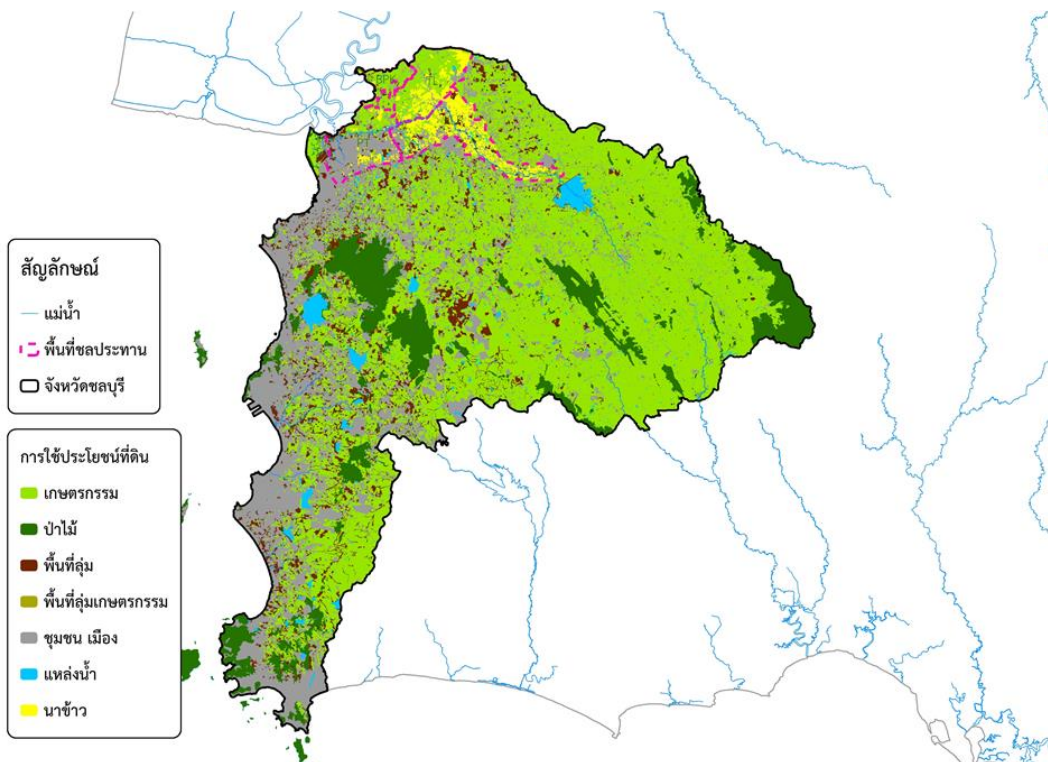 BPI
TL
สัญลักษณ์
แม่น้ำ
พื้นที่ชลประทาน
จังหวัดชลบุรี
การใช้ประโยชน์ที่ดิน
เกษตรกรรม
ป่าไม้
พื้นที่ลุ่ม
พื้นที่ลุ่มเกษตรกรรม
ชุมชน เมือง
แหล่งน้ำ
นาข้าว